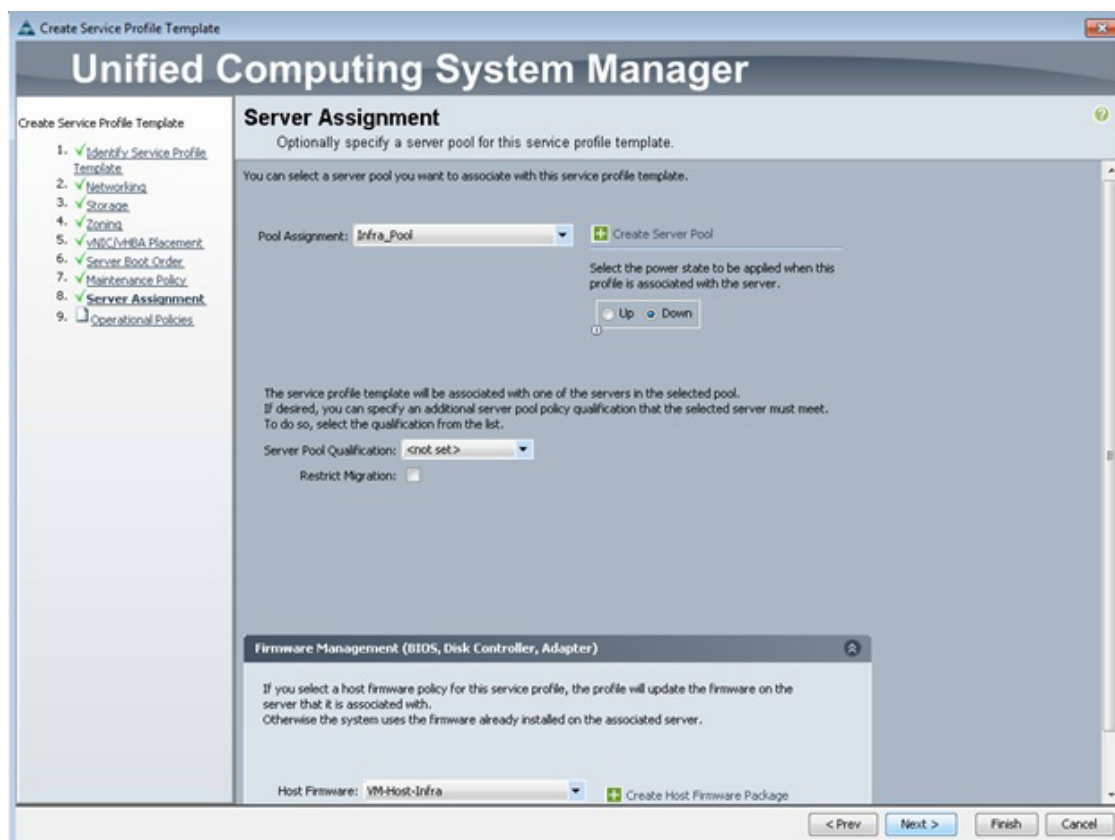 Create Service Profile Template
Unified Computing System Manager
Create Service Profile Template
1. Identify Service Profile
Template
2. Networking
3. Storage
4. Zoning
5. vNIC/vHBA Placement
6. Server Boot Order
7. Maintenance Policy
8. Server Assignment
9. Operational Policies
Server Assignment
Optionally specify a server pool for this service profile template.
You can select a server pool you want to associate with this service profile template.
Pool Assignment: Infra_Pool
Create Server Pool
Select the power state to be applied when this
profile is associated with the server.
Up Down
The service profile template will be associated with one of the servers in the selected pool.
If desired, you can specify an additional server pool policy qualification that the selected server must meet.
To do so, select the qualification from the list.
Server Pool Qualification: <not set>
Restrict Migration:
Firmware Management (BIOS, Disk Controller, Adapter)
If you select a host firmware policy for this service profile, the profile will update the firmware on the
server that it is associated with.
Otherwise the system uses the firmware already installed on the associated server.
Host Firmware: VM-Host-Infra
Create Host Firmware Package
< Prev Next > Finish Cancel